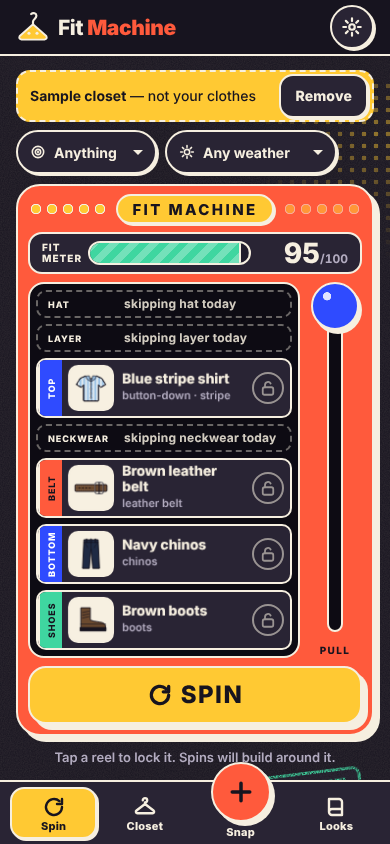 Fit Machine
Sample closet — not your clothes
Remove
Anything
Any weather
FIT MACHINE
FIT METER
95/100
HAT skipping hat today
LAYER skipping layer today
TOP
Blue stripe shirt
button-down · stripe
NECKWEAR skipping neckwear today
BELT
Brown leather
belt
leather belt
BOTTOM
Navy chinos
chinos
SHOES
Brown boots
boots
PULL
SPIN
Tap a reel to lock it. Spins will build around it.
Spin
Closet
Snap
Looks